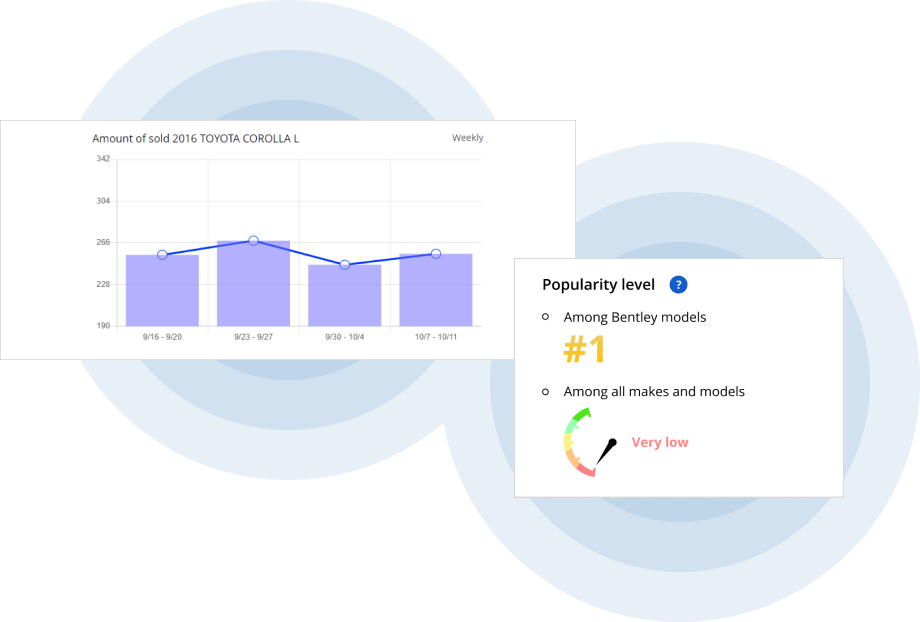 Amount of sold 2016 TOYOTA COROLLA L
Weekly
342
304
266
228
190
9/16 - 9/20
9/23 - 9/27
9/30 - 10/4
10/7 - 10/11
Popularity level ?
Among Bentley models
#1
Among all makes and models
Very low